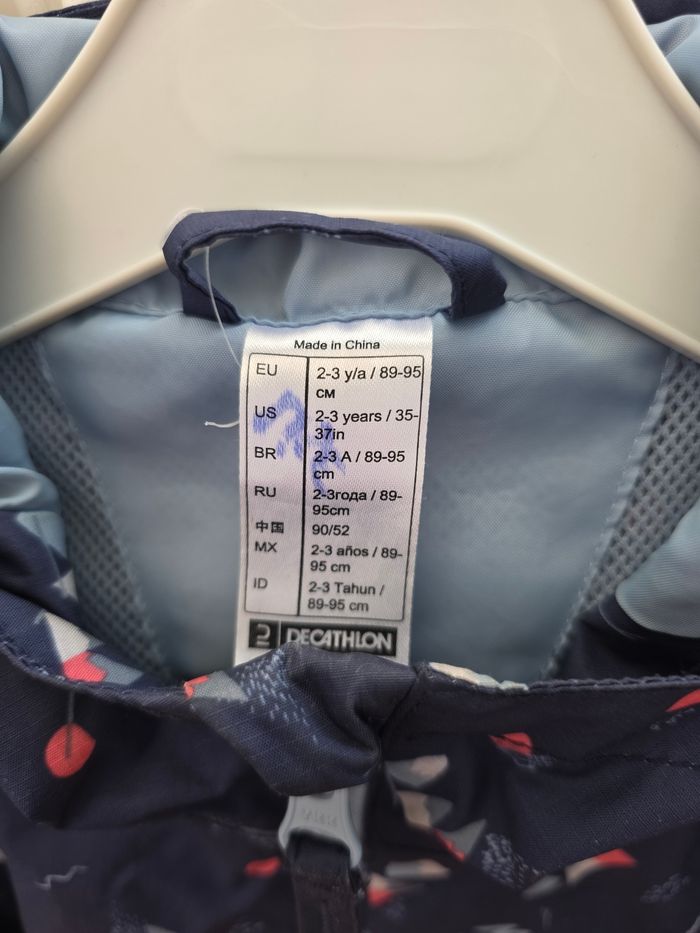 Made in China
EU 2-3 y/a / 89-95
CM
US 2-3 years / 35-
37in
BR 2-3 A / 89-95
cm
RU 2-3года / 89-
95cm
中国 90/52
MX 2-3 años / 89-
95 cm
ID 2-3 Tahun /
89-95 cm
2 DECATHLON